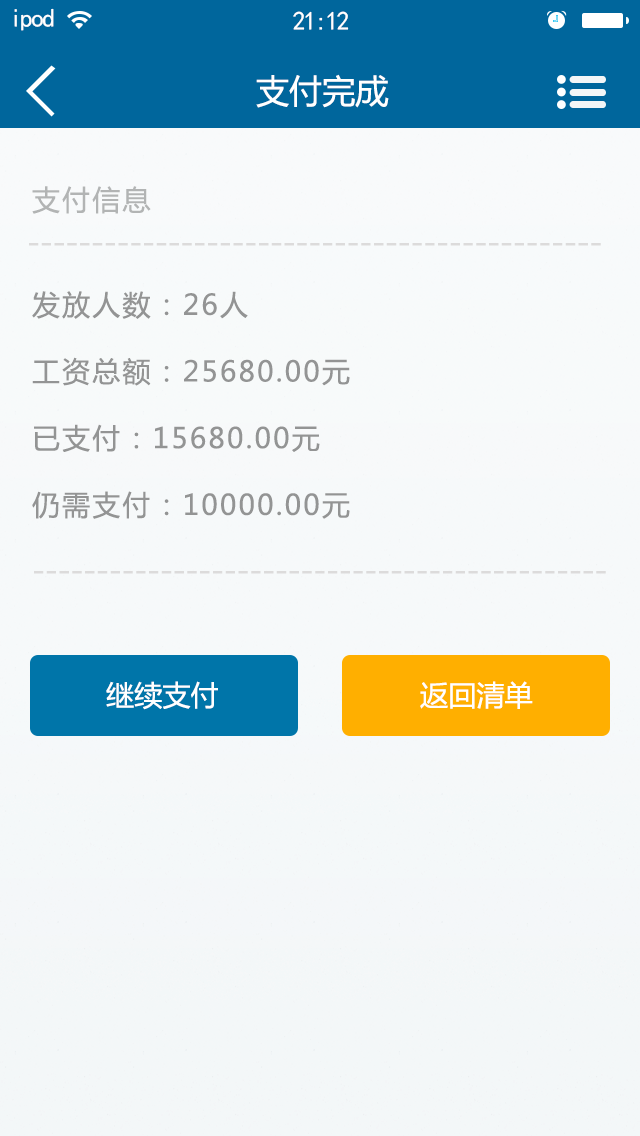 ipod 21:12
支付完成
支付信息
发放人数：26人
工资总额：25680.00元
已支付：15680.00元
仍需支付：10000.00元
继续支付 返回清单